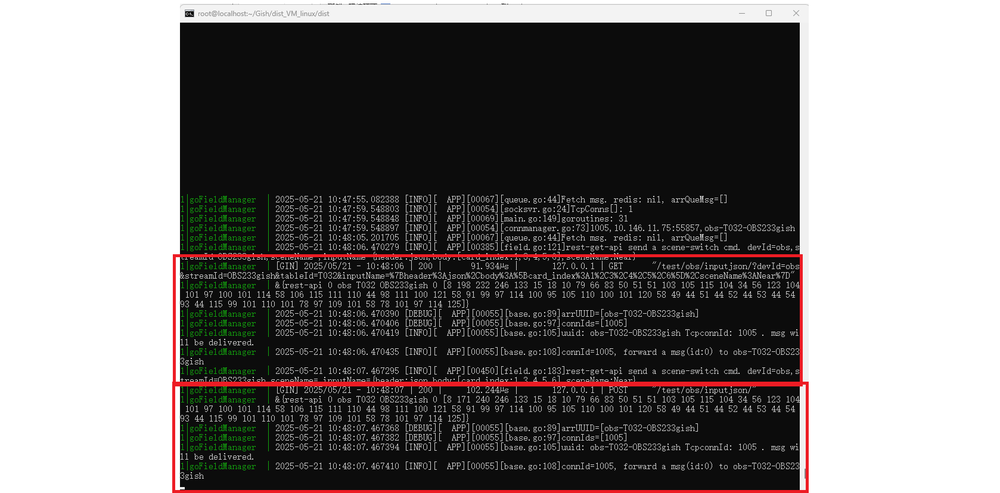 root@localhost:~/Gish/dist_VM_linux/dist
1|goFieldManager | 2025-05-21 10:47:55.082388 [INFO][ APP][00067][queue.go:44]Fetch msg. redis: nil, arrQueMsg=[]
1|goFieldManager | 2025-05-21 10:47:59.548803 [INFO][ APP][00054][socksvr.go:24]TcpConns[]: 1
1|goFieldManager | 2025-05-21 10:47:59.548848 [INFO][ APP][00069][main.go:149]goroutines: 31
1|goFieldManager | 2025-05-21 10:47:59.548897 [INFO][ APP][00054][connmanager.go:73]1005,10.146.11.75:55857,obs-T032-OBS233gish
1|goFieldManager | 2025-05-21 10:48:05.201705 [INFO][ APP][00067][queue.go:44]Fetch msg. redis: nil, arrQueMsg=[]
1|goFieldManager | 2025-05-21 10:48:06.470279 [INFO][ APP][00385][field.go:121]rest-get-api send a scene-switch cmd. devId=obs,s
treamId=OBS233gish,sceneName=,inputName={header:json,body:[card_index:1,3,4,5,6],sceneName:Near}
1|goFieldManager | [GIN] 2025/05/21 - 10:48:06 | 200 | 91.934µs | 127.0.0.1 | GET "/test/obs/inputjson/?devId=obs
&streamId=OBS233gish&tableId=T032&inputName=%7Bheader%3Ajson%2Cbody%3A%5Bcard_index%3A1%2C3%2C4%2C5%2C6%5D%2CsceneName%3ANear%7D"
1|goFieldManager | &{rest-api 0 obs T032 OBS233gish 0 [8 198 232 246 133 15 18 10 79 66 83 50 51 51 103 105 115 104 34 56 123 104
101 97 100 101 114 58 106 115 111 110 44 98 111 100 121 58 91 99 97 114 100 95 105 110 100 101 120 58 49 44 51 44 52 44 53 44 54
93 44 115 99 101 110 101 78 97 109 101 58 78 101 97 114 125]}
1|goFieldManager | 2025-05-21 10:48:06.470390 [DEBUG][ APP][00055][base.go:89]arrUUID=[obs-T032-OBS233gish]
1|goFieldManager | 2025-05-21 10:48:06.470406 [DEBUG][ APP][00055][base.go:97]connIds=[1005]
1|goFieldManager | 2025-05-21 10:48:06.470419 [INFO][ APP][00055][base.go:105]uuid: obs-T032-OBS233gish TcpconnId: 1005 . msg wi
ll be delivered.
1|goFieldManager | 2025-05-21 10:48:06.470435 [INFO][ APP][00055][base.go:108]connId=1005, forward a msg(id:0) to obs-T032-OBS23
3gish
1|goFieldManager | 2025-05-21 10:48:07.467295 [INFO][ APP][00450][field.go:183]rest-get-api send a scene-switch cmd. devId=obs,s
treamId=OBS233gish,sceneName=,inputName={header:json,body:[card_index:1,3,4,5,6],sceneName:Near}
1|goFieldManager | [GIN] 2025/05/21 - 10:48:07 | 200 | 102.244µs | 127.0.0.1 | POST "/test/obs/inputjson/"
1|goFieldManager | &{rest-api 0 obs T032 OBS233gish 0 [8 171 240 246 133 15 18 10 79 66 83 50 51 51 103 105 115 104 34 56 123 104
101 97 100 101 114 58 106 115 111 110 44 98 111 100 121 58 91 99 97 114 100 95 105 110 100 101 120 58 49 44 51 44 52 44 53 44 54
93 44 115 99 101 110 101 78 97 109 101 58 78 101 97 114 125]}
1|goFieldManager | 2025-05-21 10:48:07.467368 [DEBUG][ APP][00055][base.go:89]arrUUID=[obs-T032-OBS233gish]
1|goFieldManager | 2025-05-21 10:48:07.467382 [DEBUG][ APP][00055][base.go:97]connIds=[1005]
1|goFieldManager | 2025-05-21 10:48:07.467394 [INFO][ APP][00055][base.go:105]uuid: obs-T032-OBS233gish TcpconnId: 1005 . msg wi
ll be delivered.
1|goFieldManager | 2025-05-21 10:48:07.467410 [INFO][ APP][00055][base.go:108]connId=1005, forward a msg(id:0) to obs-T032-OBS23
3gish